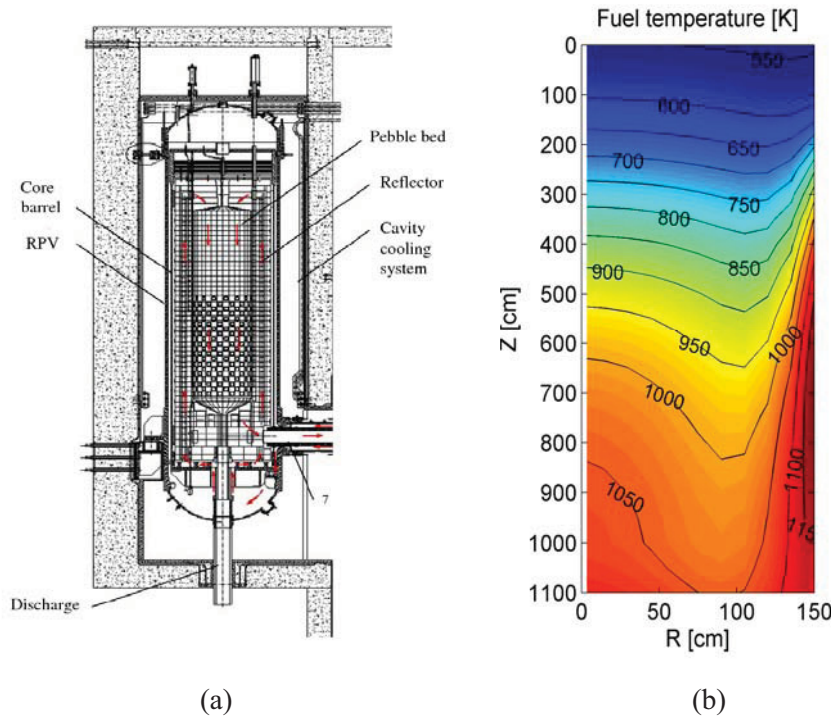 Pebble bed
Reflector
Core
barrel
RPV
Cavity
cooling
system
7
Discharge
(a)
Fuel temperature [K]
0
100
200
300
400
500
600
700
800
900
1000
1100
Z [cm]
550
600
650
700
750
800
850
900
950
1000
1000
1050
1100
115
0
50
100
150
R [cm]
(b)